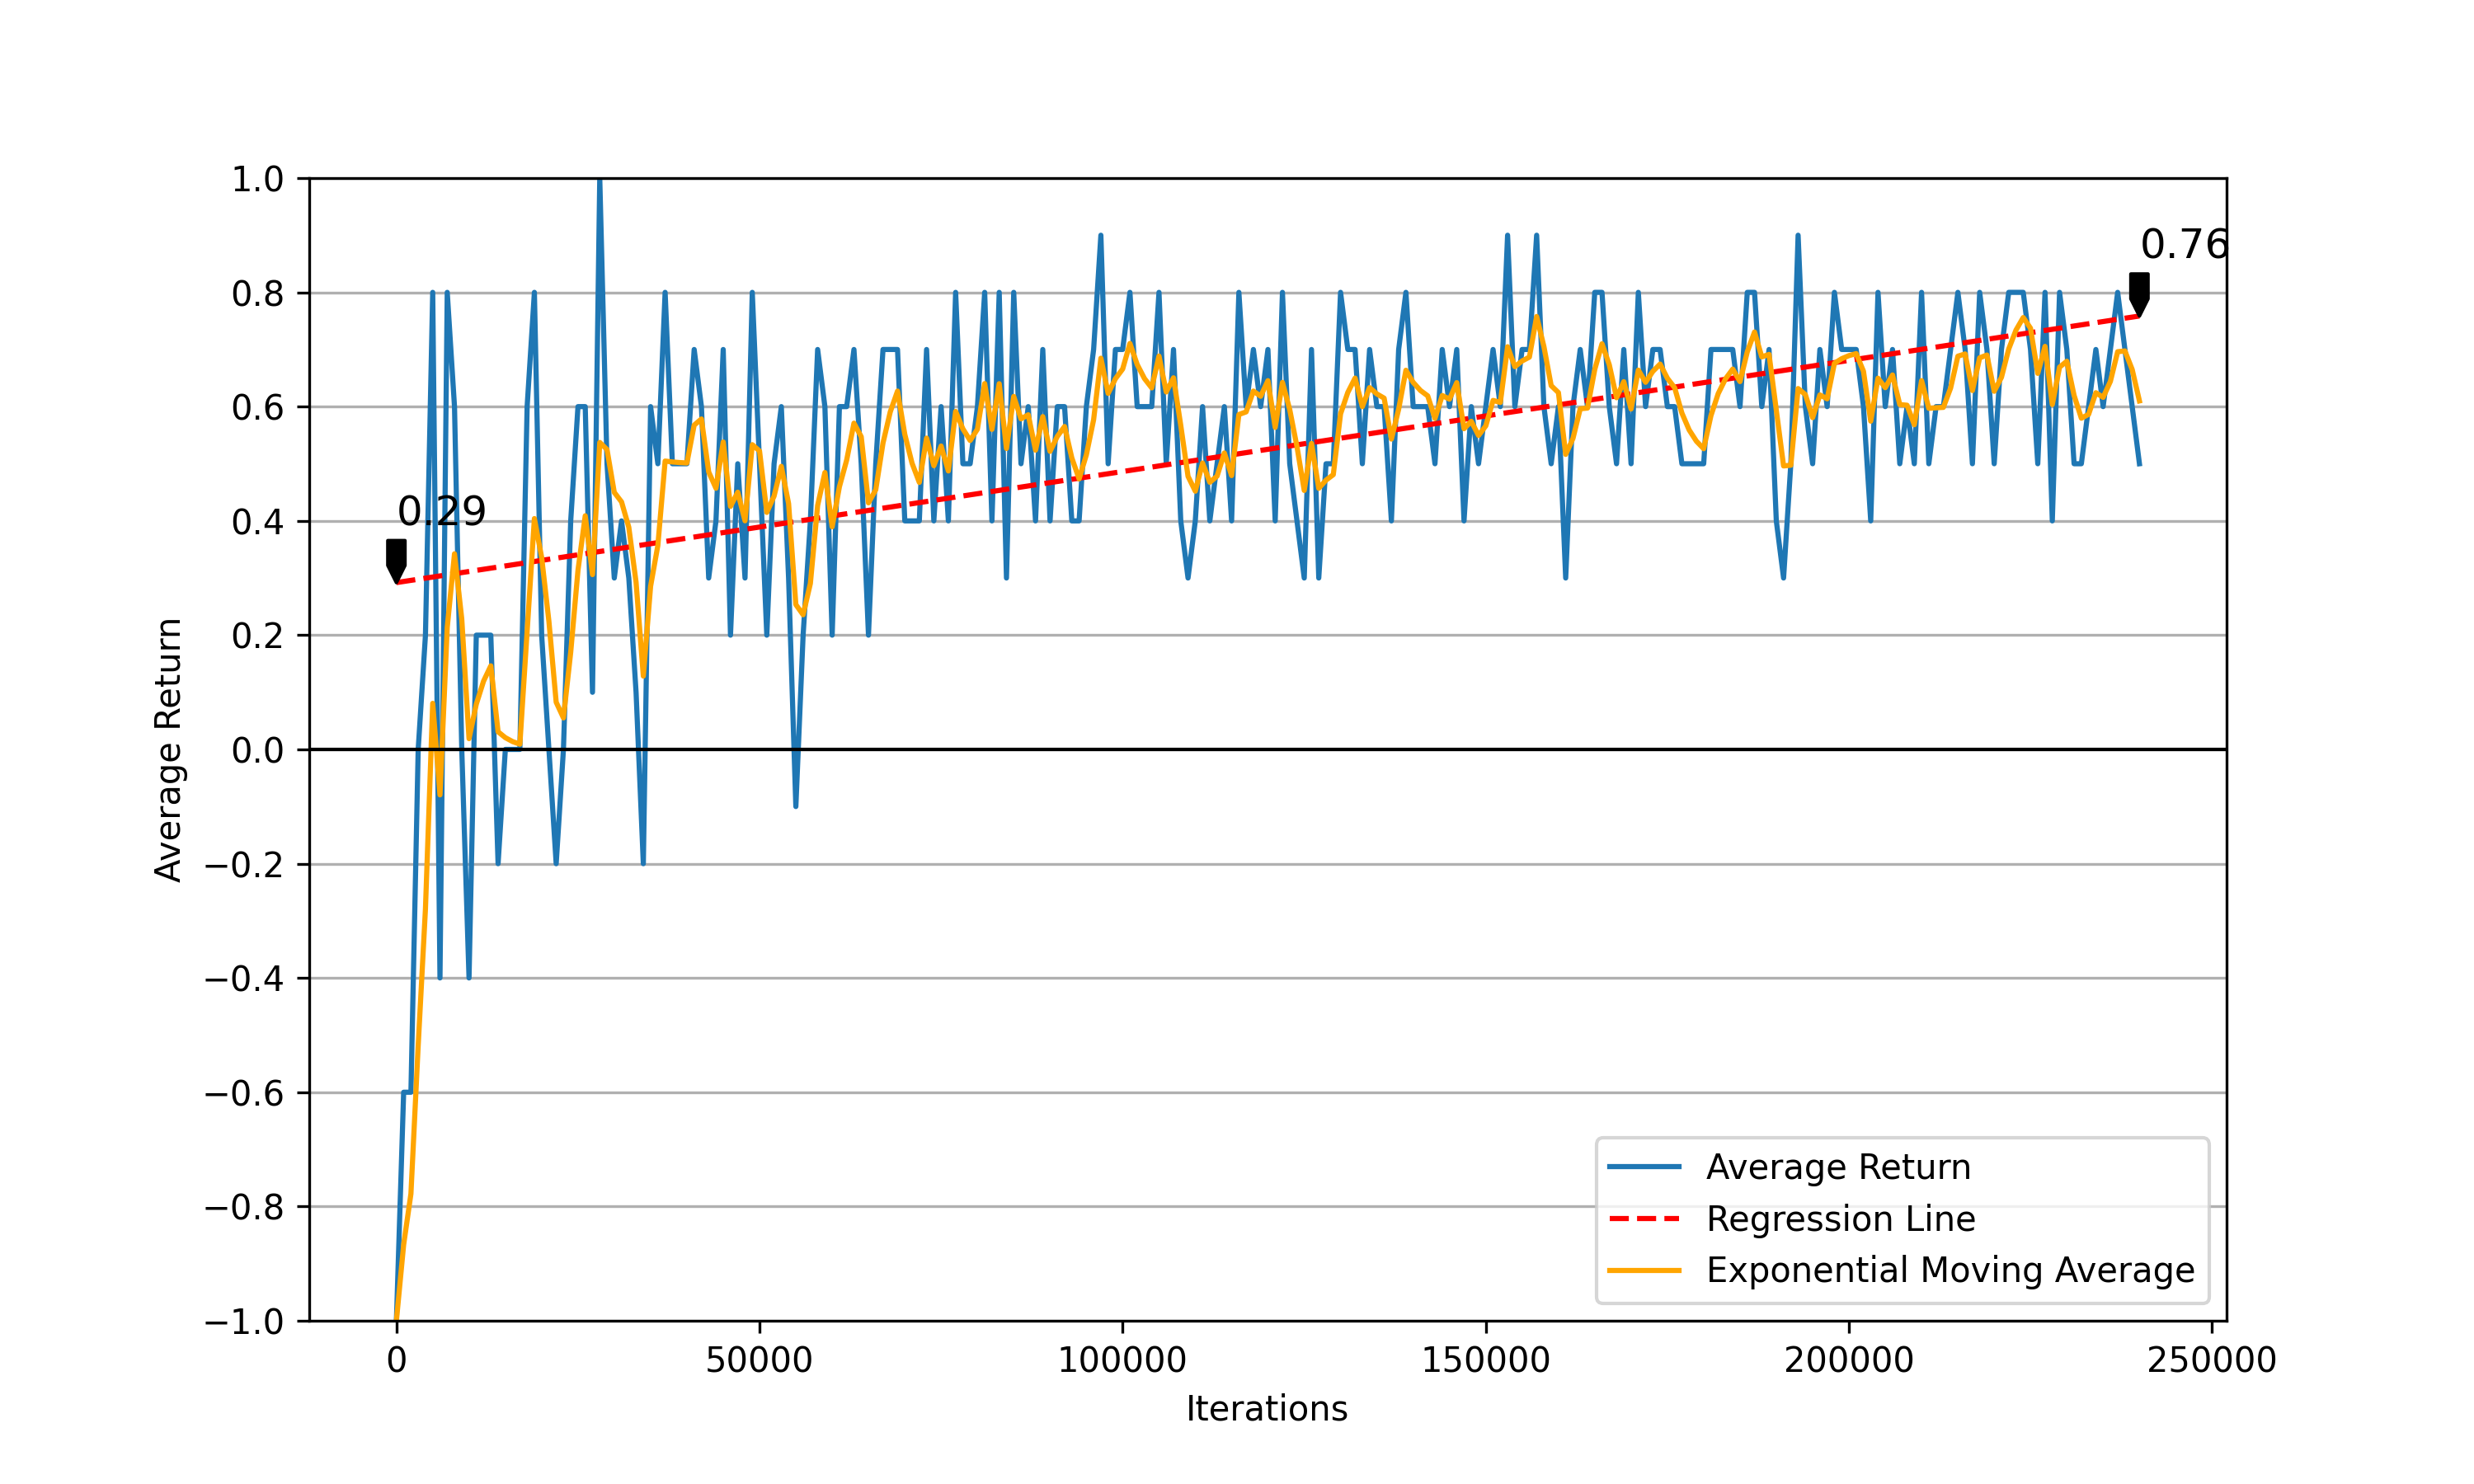 1.0
0.8
0.6
0.4
0.2
0.0
−0.2
−0.4
−0.6
−0.8
−1.0
Average Return
0.29
0.76
Average Return
Regression Line
Exponential Moving Average
0 50000 100000 150000 200000 250000
Iterations